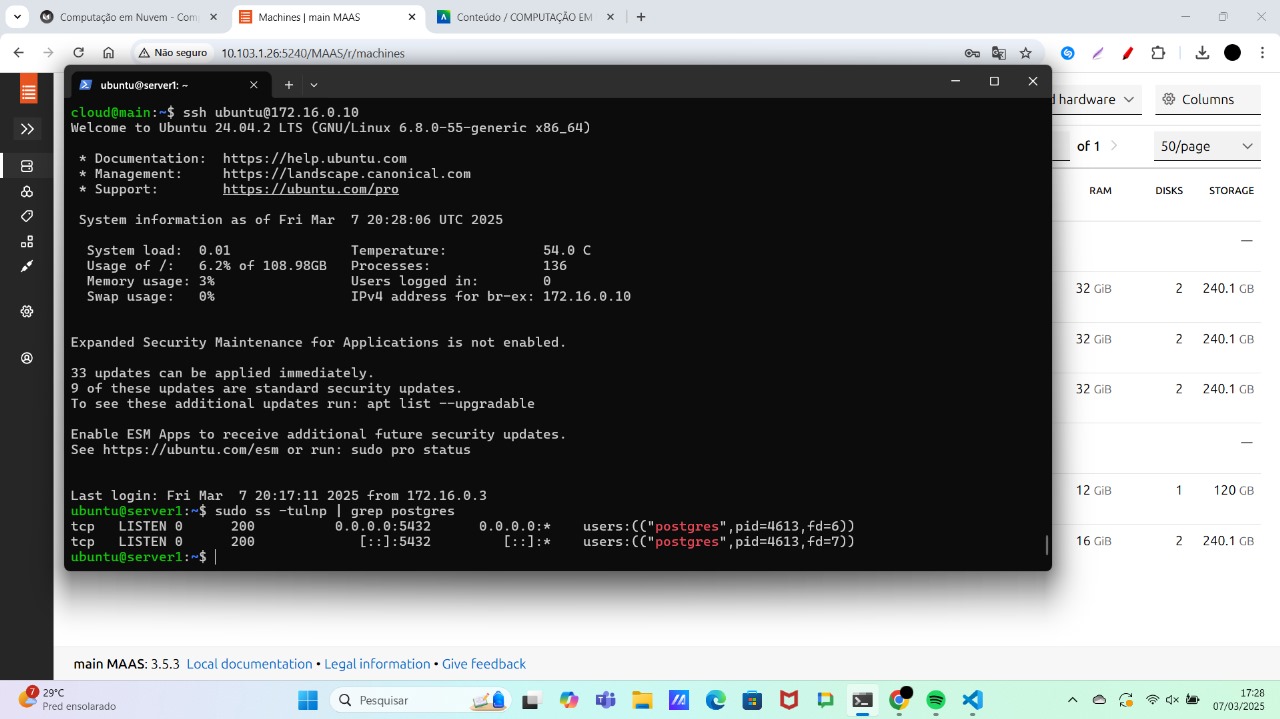 Computação em Nuvem - Com
Machines | main MAAS
Conteúdo / COMPUTAÇÃO EM
Não seguro
10.103.1.26:5240/MAAS/r/machines
ubuntu@server1: ~
cloud@main:~$ ssh ubuntu@172.16.0.10
Welcome to Ubuntu 24.04.2 LTS (GNU/Linux 6.8.0-55-generic x86_64)
* Documentation: https://help.ubuntu.com
* Management: https://landscape.canonical.com
* Support: https://ubuntu.com/pro
System information as of Fri Mar 7 20:28:06 UTC 2025
System load: 0.01 Temperature: 54.0 C
Usage of /: 6.2% of 108.98GB Processes: 136
Memory usage: 3% Users logged in: 0
Swap usage: 0% IPv4 address for br-ex: 172.16.0.10
Expanded Security Maintenance for Applications is not enabled.
33 updates can be applied immediately.
9 of these updates are standard security updates.
To see these additional updates run: apt list --upgradable
Enable ESM Apps to receive additional future security updates.
See https://ubuntu.com/esm or run: sudo pro status
Last login: Fri Mar 7 20:17:11 2025 from 172.16.0.3
ubuntu@server1:~$ sudo ss -tulnp | grep postgres
tcp LISTEN 0 200 0.0.0.0:5432 0.0.0.0:* users:(("postgres",pid=4613,fd=6))
tcp LISTEN 0 200 [::]:5432 [::]:* users:(("postgres",pid=4613,fd=7))
ubuntu@server1:~$
d hardware
Columns
of 1
50/page
RAM DISKS STORAGE
—
32 GiB 2 240.1 GB
32 GiB 2 240.1 GB
32 GiB 2 240.1 GB
—
12 GiB 1 120 GB
16 GiB 2 240.1 GB
main MAAS: 3.5.3 Local documentation • Legal information • Give feedback
7
29°C
Pred ensolarado
Pesquisar
17:28
07/03/2025